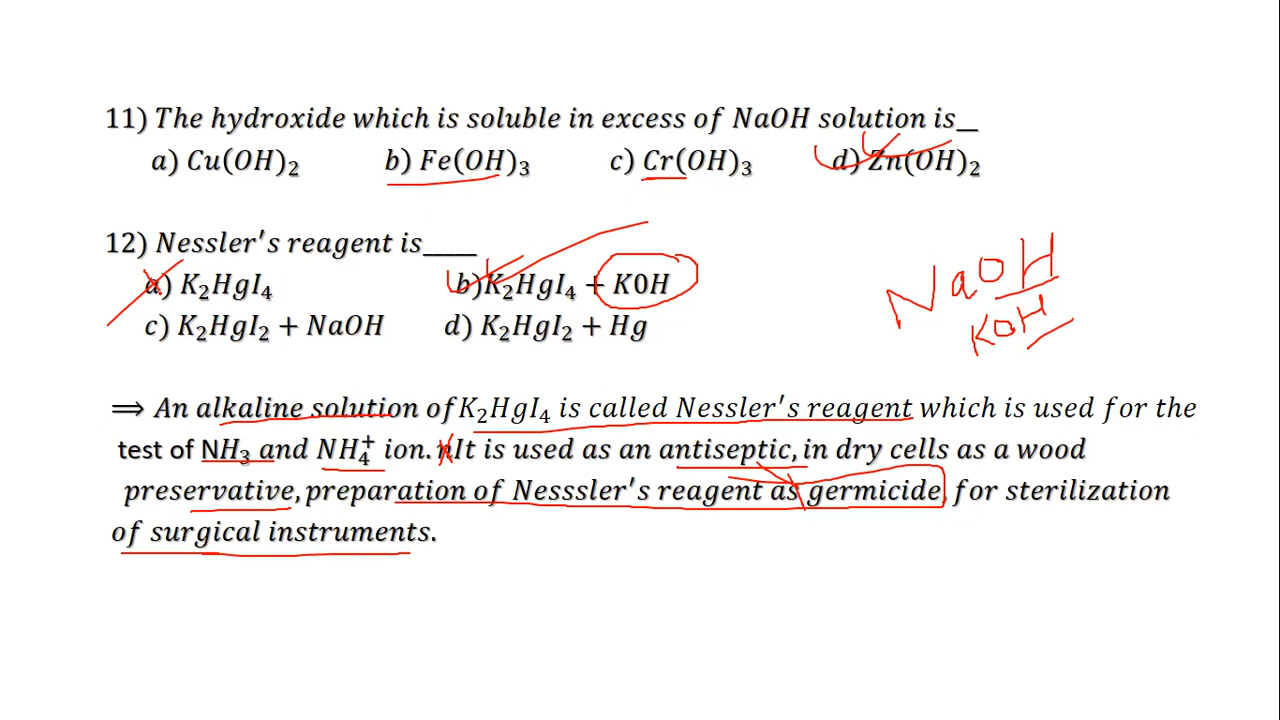 11) The hydroxide which is soluble in excess of NaOH solution is_
a) Cu(OH)₂ b) Fe(OH)₃ c) Cr(OH)₃ d) Zn(OH)₂
12) Nessler's reagent is____
a) K₂HgI₄ b)K₂HgI₄ + KOH
c) K₂HgI₂ + NaOH d) K₂HgI₂ + Hg
NaOH
KOH
⟹ An alkaline solution of K₂HgI₄ is called Nessler's reagent which is used for the
test of NH₃ and NH₄⁺ ion. nIt is used as an antiseptic, in dry cells as a wood
preservative, preparation of Nesssler's reagent as germicide, for sterilization
of surgical instruments.